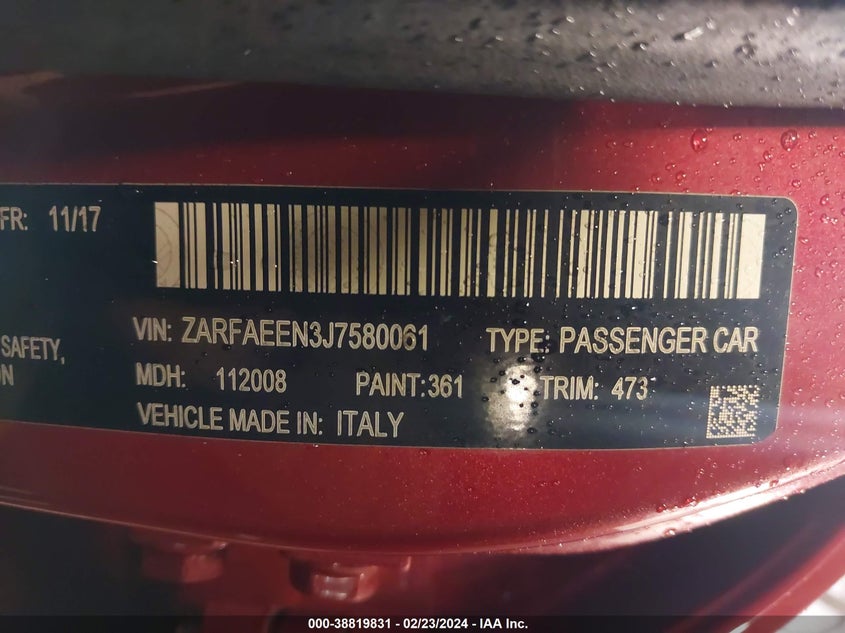 FR: 11/17
VIN: ZARFAEEN3J7580061 TYPE: PASSENGER CAR
SAFETY,
ON
MDH: 112008 PAINT:361 TRIM: 473
VEHICLE MADE IN: ITALY
000-38819831 - 02/23/2024 - IAA Inc.